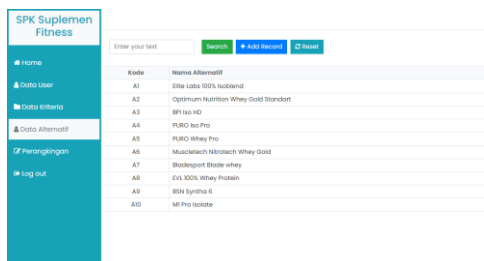 SPK Suplemen
Fitness
Enter your text
Search
Add Record
Reset
Home
Data User
Data Kriteria
Data Alternatif
Perangkingan
Log out
Kode Nama Alternatif
A1 Elite Labs 100% Isoblend
A2 Optimum Nutrition Whey Gold Standart
A3 BPI Iso HD
A4 PURO Iso Pro
A5 PURO Whey Pro
A6 Muscletech Nitrotech Whey Gold
A7 Bladesport Blade whey
A8 EVL 100% Whey Protein
A9 BSN Syntha 6
A10 M1 Pro Isolate